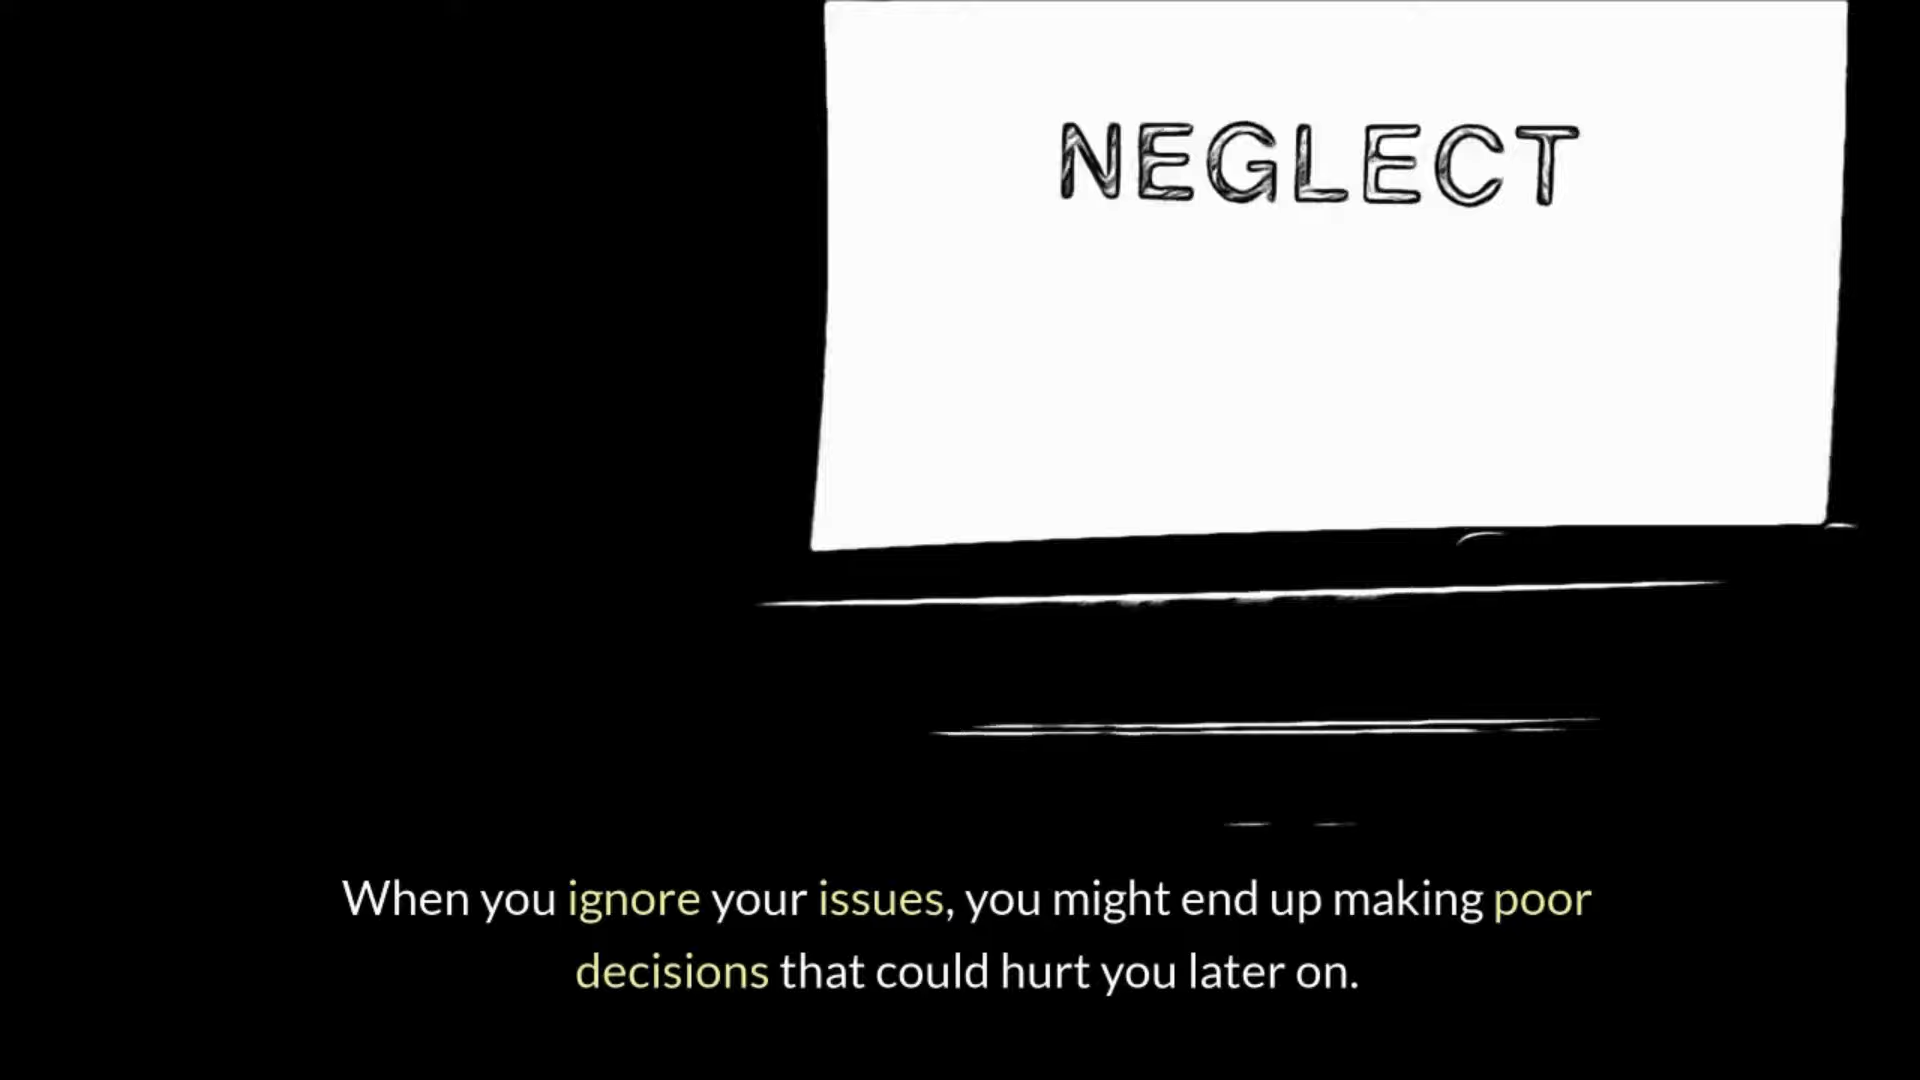 NEGLECT
When you ignore your issues, you might end up making poor
decisions that could hurt you later on.